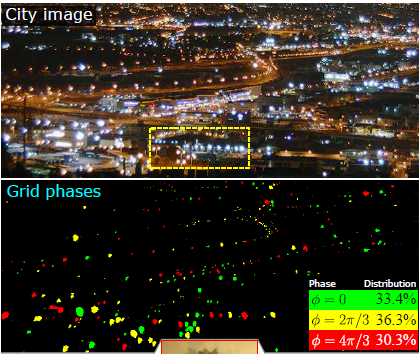 City image
Grid phases
Phase Distribution
ϕ = 0 33.4%
ϕ = 2π/3 36.3%
ϕ = 4π/3 30.3%